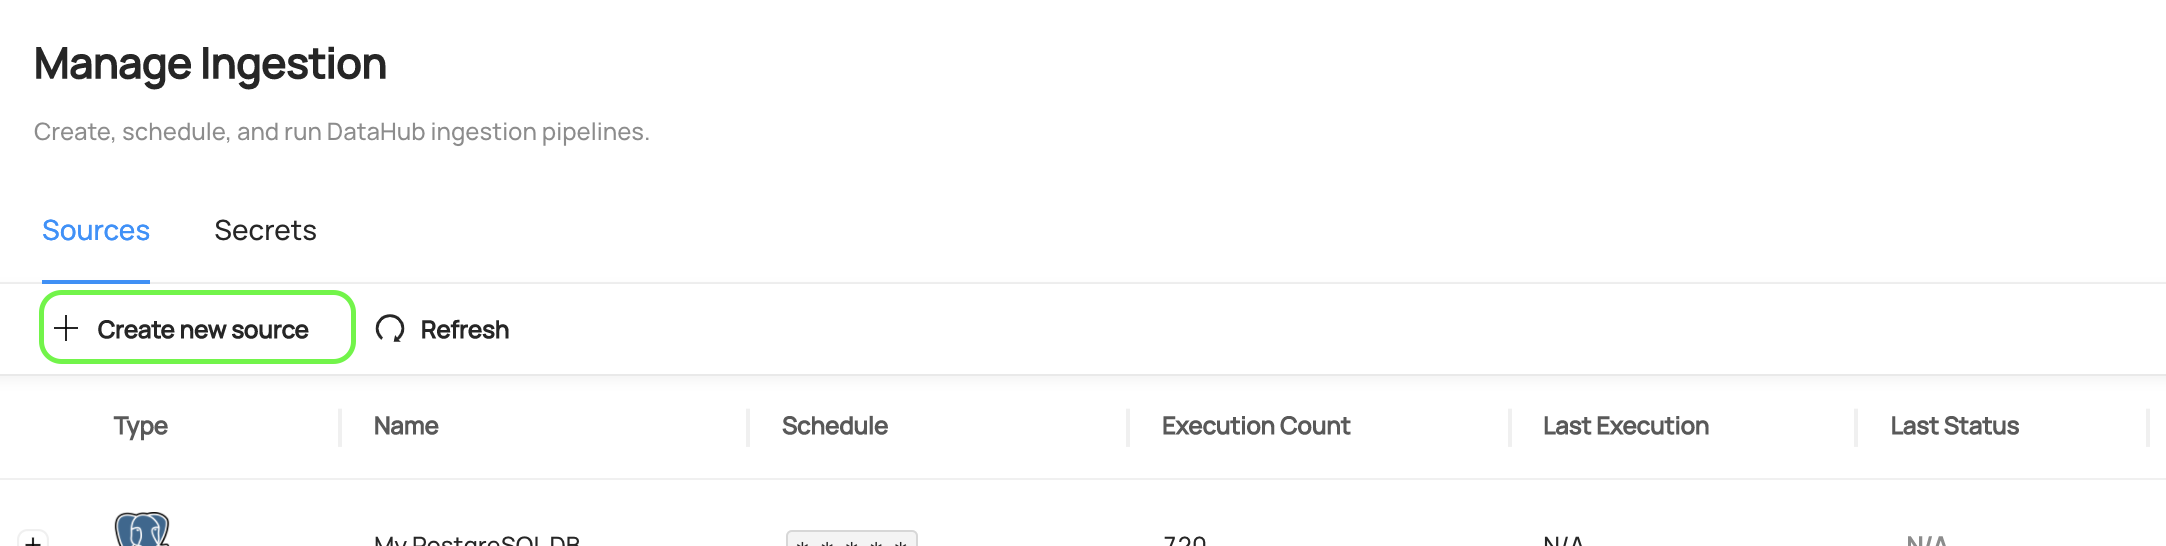 Manage Ingestion
Create, schedule, and run DataHub ingestion pipelines.
Sources Secrets
Create new source Refresh
Type Name Schedule Execution Count Last Execution Last Status
My PostgreSQL DB * * * * * 720 N/A N/A